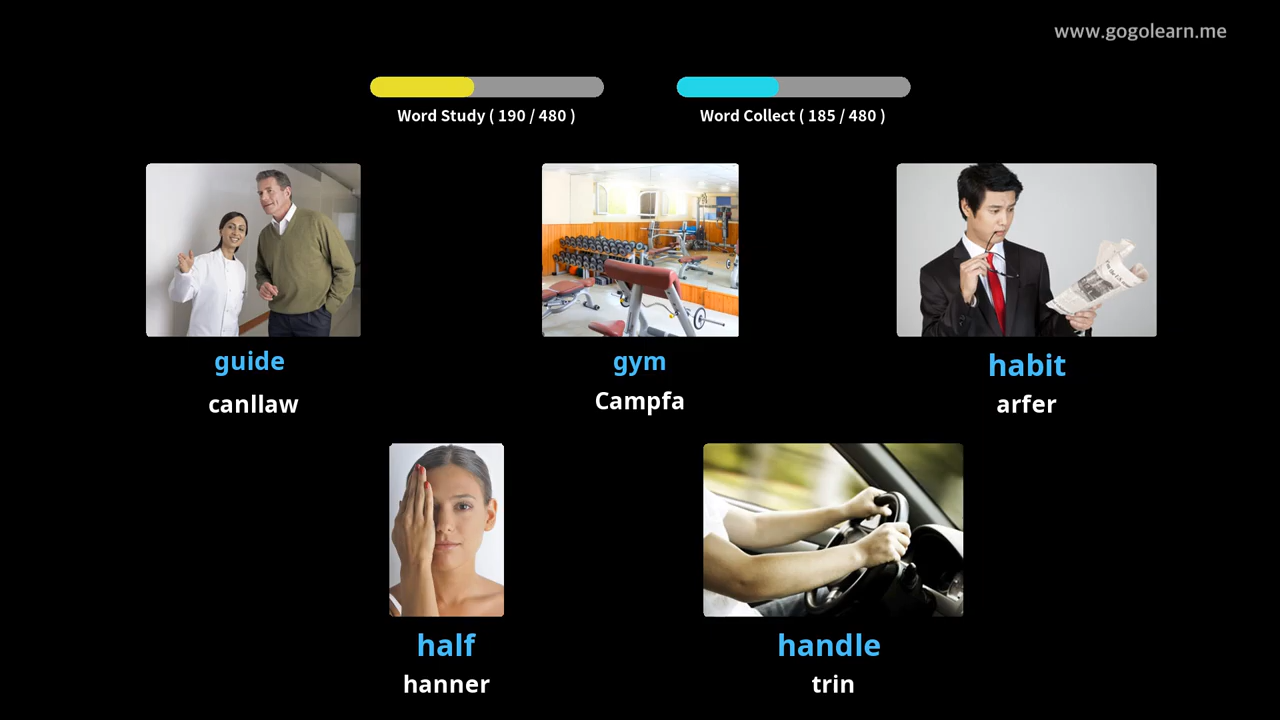 www.gogolearn.me
Word Study ( 190 / 480 )
Word Collect ( 185 / 480 )
guide
canllaw
gym
Campfa
habit
arfer
half
hanner
handle
trin